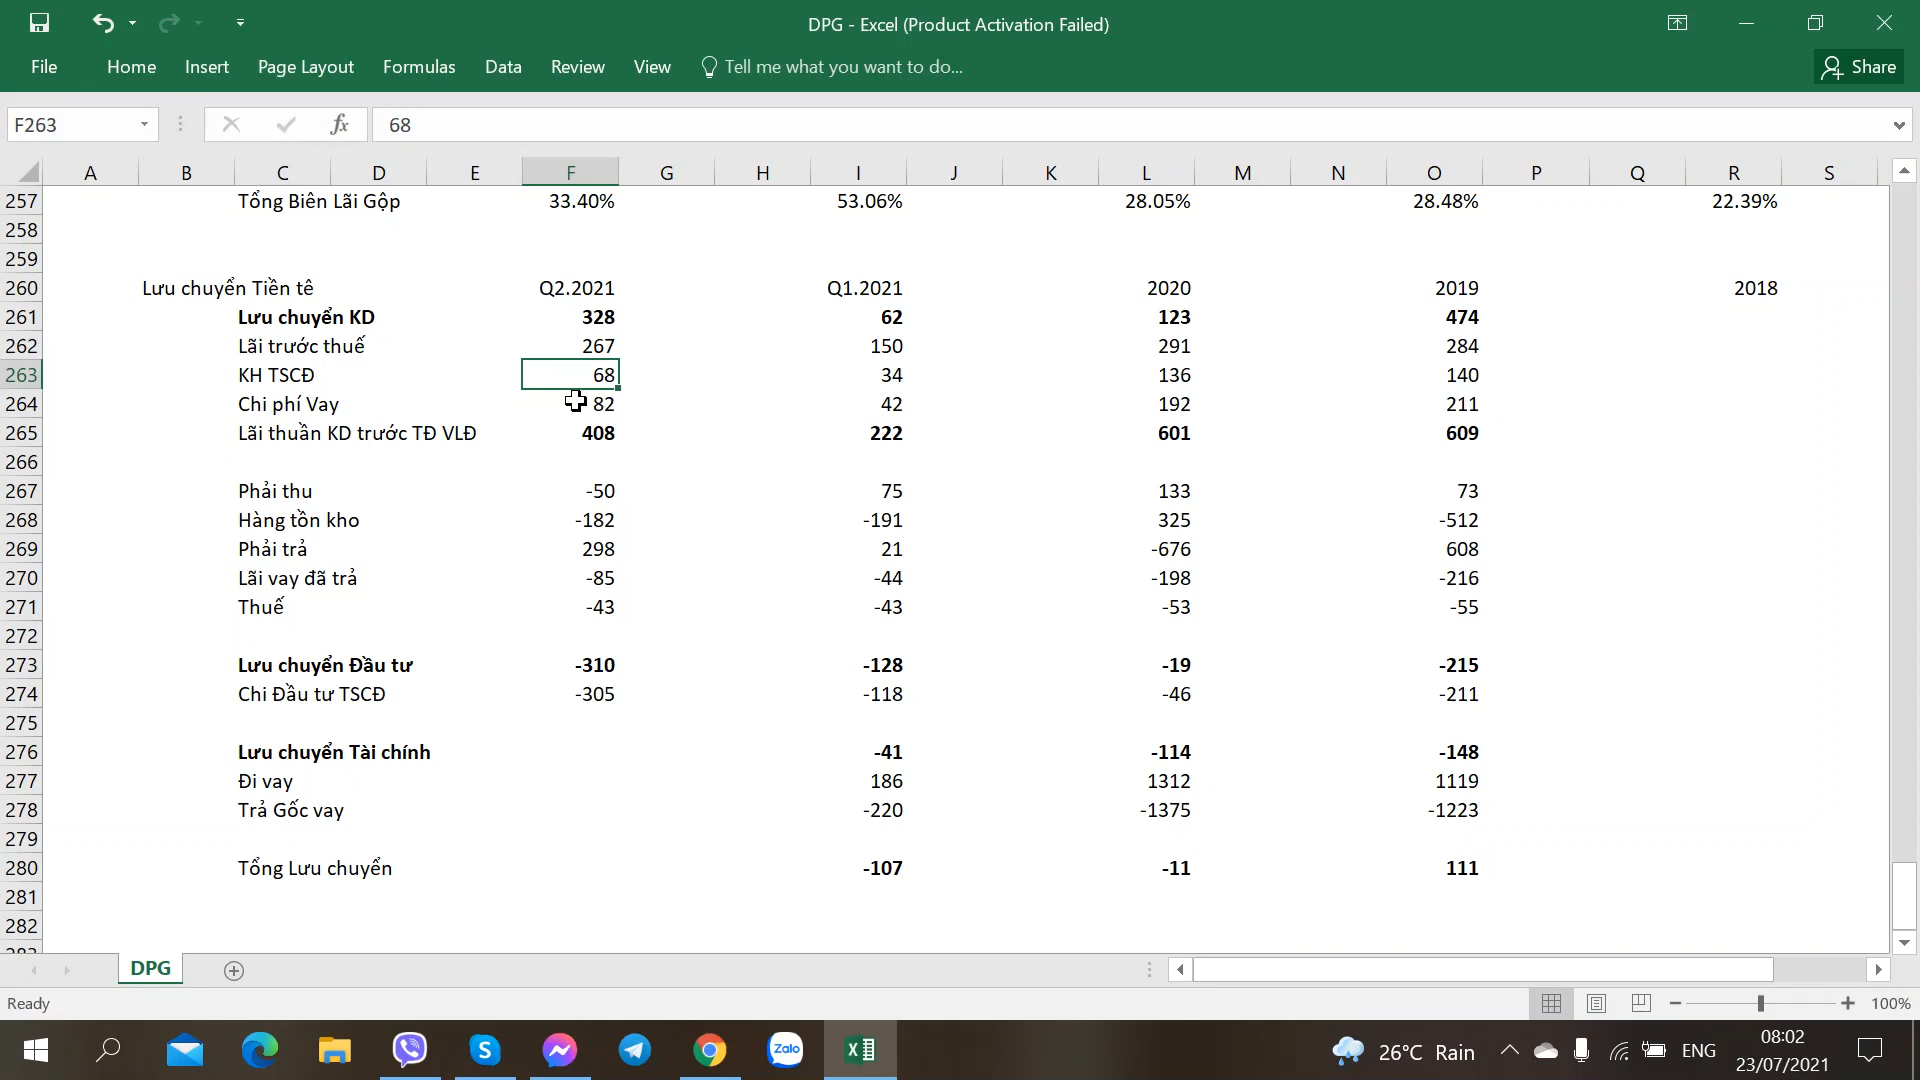 DPG - Excel (Product Activation Failed)
File Home Insert Page Layout Formulas Data Review View Tell me what you want to do... Share
F263 fx 68
A B C D E F G H I J K L M N O P Q R S
257 Tổng Biên Lãi Gộp 33.40% 53.06% 28.05% 28.48% 22.39%
258
259
260 Lưu chuyển Tiền tê Q2.2021 Q1.2021 2020 2019 2018
261 Lưu chuyển KD 328 62 123 474
262 Lãi trước thuế 267 150 291 284
263 KH TSCĐ 68 34 136 140
264 Chi phí Vay 82 42 192 211
265 Lãi thuần KD trước TĐ VLĐ 408 222 601 609
266
267 Phải thu -50 75 133 73
268 Hàng tồn kho -182 -191 325 -512
269 Phải trả 298 21 -676 608
270 Lãi vay đã trả -85 -44 -198 -216
271 Thuế -43 -43 -53 -55
272
273 Lưu chuyển Đầu tư -310 -128 -19 -215
274 Chi Đầu tư TSCĐ -305 -118 -46 -211
275
276 Lưu chuyển Tài chính -41 -114 -148
277 Đi vay 186 1312 1119
278 Trả Gốc vay -220 -1375 -1223
279
280 Tổng Lưu chuyển -107 -11 111
281
282
DPG
Ready 100%
Zalo 26°C Rain ENG 08:02
23/07/2021